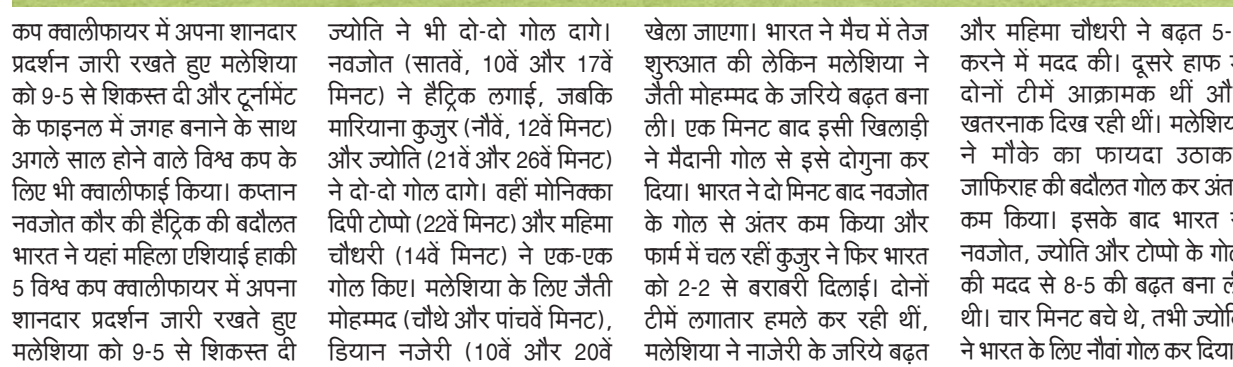 कप क्वालीफायर में अपना शानदार
प्रदर्शन जारी रखते हुए मलेशिया
को 9-5 से शिकस्त दी और टूर्नामेंट
के फाइनल में जगह बनाने के साथ
अगले साल होने वाले विश्व कप के
लिए भी क्वालीफाई किया। कप्तान
नवजोत कौर की हैट्रिक की बदौलत
भारत ने यहां महिला एशियाई हाकी
5 विश्व कप क्वालीफायर में अपना
शानदार प्रदर्शन जारी रखते हुए
मलेशिया को 9-5 से शिकस्त दी
ज्योति ने भी दो-दो गोल दागे।
नवजोत (सातवें, 10वें और 17वें
मिनट) ने हैट्रिक लगाई, जबकि
मारियाना कुजुर (नौवें, 12वें मिनट)
और ज्योति (21वें और 26वें मिनट)
ने दो-दो गोल दागे। वहीं मोनिक्का
दिपी टोप्पो (22वें मिनट) और महिमा
चौधरी (14वें मिनट) ने एक-एक
गोल किए। मलेशिया के लिए जैती
मोहम्मद (चौथे और पांचवें मिनट),
डियान नजेरी (10वें और 20वें
खेला जाएगा। भारत ने मैच में तेज
शुरुआत की लेकिन मलेशिया ने
जैती मोहम्मद के जरिये बढ़त बना
ली। एक मिनट बाद इसी खिलाड़ी
ने मैदानी गोल से इसे दोगुना कर
दिया। भारत ने दो मिनट बाद नवजोत
के गोल से अंतर कम किया और
फार्म में चल रहीं कुजुर ने फिर भारत
को 2-2 से बराबरी दिलाई। दोनों
टीमें लगातार हमले कर रही थीं,
मलेशिया ने नाजेरी के जरिये बढ़त
और महिमा चौधरी ने बढ़त 5-
करने में मदद की। दूसरे हाफ
दोनों टीमें आक्रामक थीं
खतरनाक दिख रही थीं।
ने मौके का फायदा
जाफिराह की बदौलत गोल कर
कम किया। इसके बाद भारत
नवजोत, ज्योति और टोप्पो के
की मदद से 8-5 की बढ़त बना
थी। चार मिनट बचे थे, तभी
ने भारत के लिए नौवां गोल कर दिया